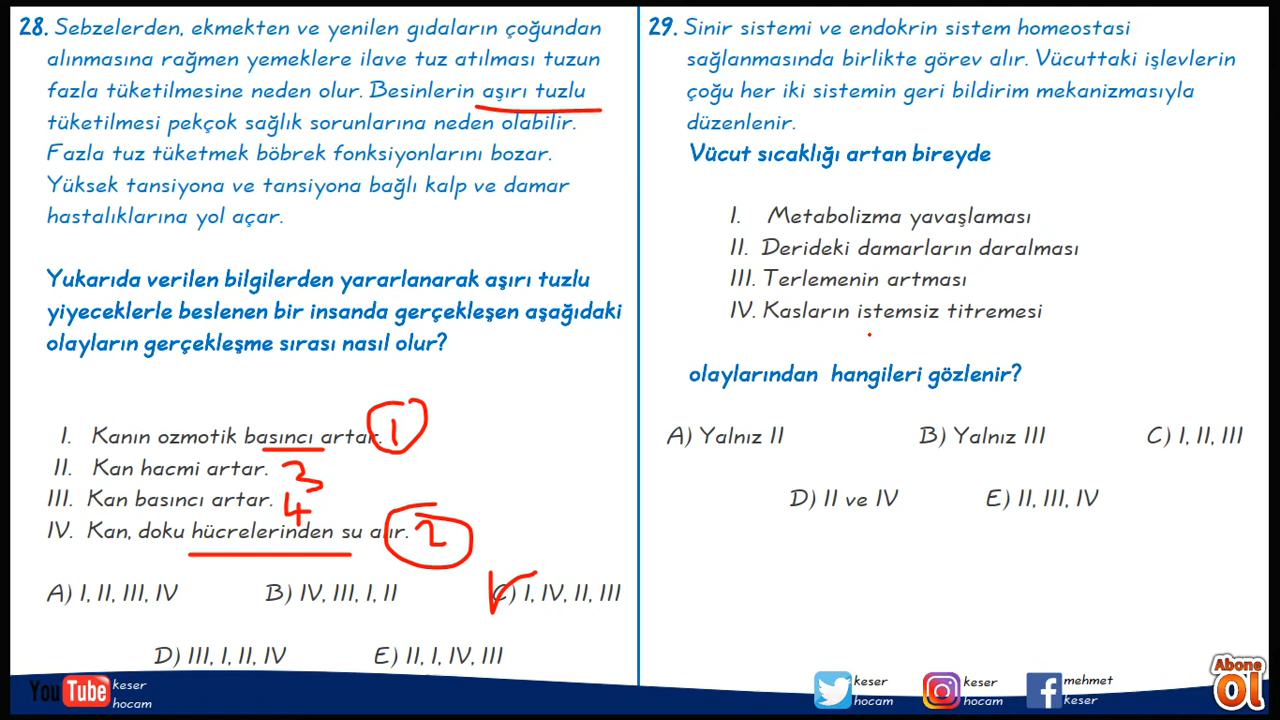 28. Sebzelerden, ekmekten ve yenilen gıdaların çoğundan
alınmasına rağmen yemeklere ilave tuz atılması tuzun
fazla tüketilmesine neden olur. Besinlerin aşırı tuzlu
tüketilmesi pekçok sağlık sorunlarına neden olabilir.
Fazla tuz tüketmek böbrek fonksiyonlarını bozar.
Yüksek tansiyona ve tansiyona bağlı kalp ve damar
hastalıklarına yol açar.
Yukarıda verilen bilgilerden yararlanarak aşırı tuzlu
yiyeceklerle beslenen bir insanda gerçekleşen aşağıdaki
olayların gerçekleşme sırası nasıl olur?
I. Kanın ozmotik basıncı artar. 1
II. Kan hacmi artar. 3
III. Kan basıncı artar. 4
IV. Kan, doku hücrelerinden su alır. 2
A) I, II, III, IV B) IV, III, I, II C) I, IV, II, III
D) III, I, II, IV E) II, I, IV, III
29. Sinir sistemi ve endokrin sistem homeostasi
sağlanmasında birlikte görev alır. Vücuttaki işlevlerin
çoğu her iki sistemin geri bildirim mekanizmasıyla
düzenlenir.
Vücut sıcaklığı artan bireyde
I. Metabolizma yavaşlaması
II. Derideki damarların daralması
III. Terlemenin artması
IV. Kasların istemsiz titremesi
olaylarından hangileri gözlenir?
A) Yalnız II B) Yalnız III C) I, II, III
D) II ve IV E) II, III, IV
YouTube keser hocam
keser hocam
keser hocam
mehmet keser
Abone OL